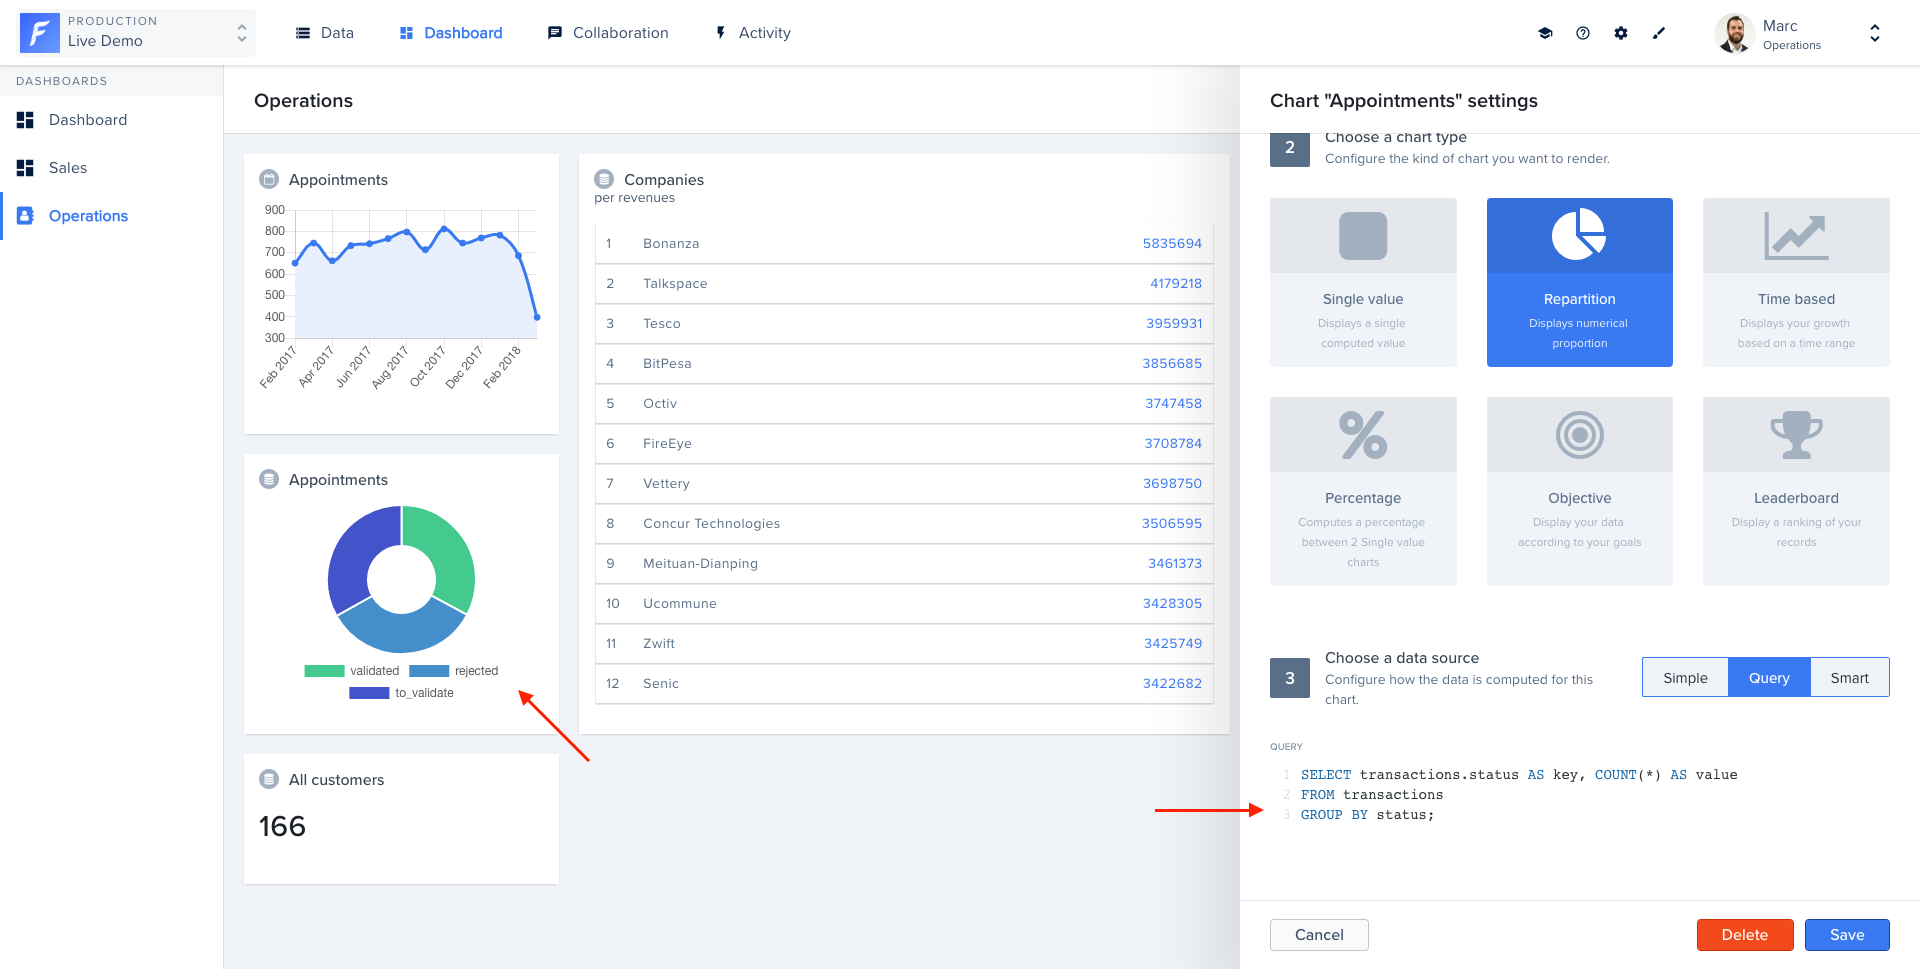 PRODUCTION
Live Demo
Data
Dashboard
Collaboration
Activity
Marc
Operations
DASHBOARDS
Dashboard
Sales
Operations
Operations
Appointments
900
800
700
600
500
400
300
Feb 2017
Apr 2017
Jun 2017
Aug 2017
Oct 2017
Dec 2017
Feb 2018
Appointments
validated
rejected
to_validate
All customers
166
Companies
per revenues
1 Bonanza 5835694
2 Talkspace 4179218
3 Tesco 3959931
4 BitPesa 3856685
5 Octiv 3747458
6 FireEye 3708784
7 Vettery 3698750
8 Concur Technologies 3506595
9 Meituan-Dianping 3461373
10 Ucommune 3428305
11 Zwift 3425749
12 Senic 3422682
Chart "Appointments" settings
2
Choose a chart type
Configure the kind of chart you want to render.
Single value
Displays a single
computed value
Repartition
Displays numerical
proportion
Time based
Displays your growth
based on a time range
%
Percentage
Computes a percentage
between 2 Single value
charts
Objective
Display your data
according to your goals
Leaderboard
Display a ranking of your
records
3
Choose a data source
Configure how the data is computed for this
chart.
Simple
Query
Smart
QUERY
1 SELECT transactions.status AS key, COUNT(*) AS value
2 FROM transactions
3 GROUP BY status;
Cancel
Delete
Save